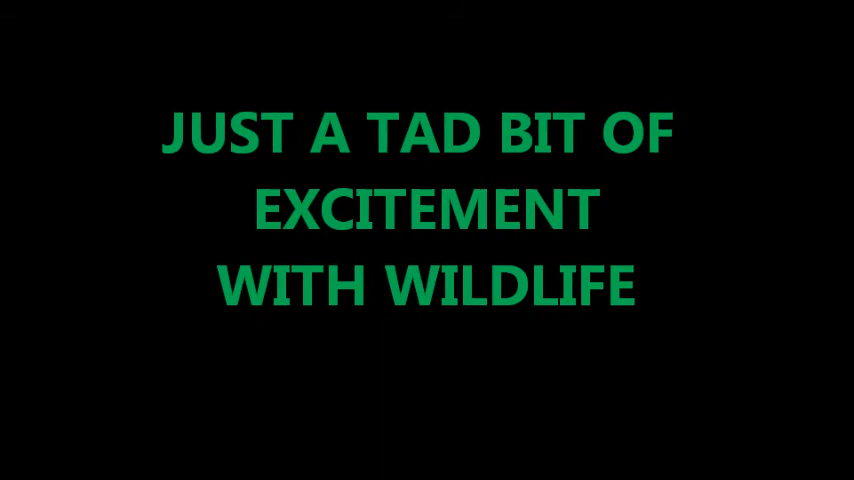 JUST A TAD BIT OF
EXCITEMENT
WITH WILDLIFE